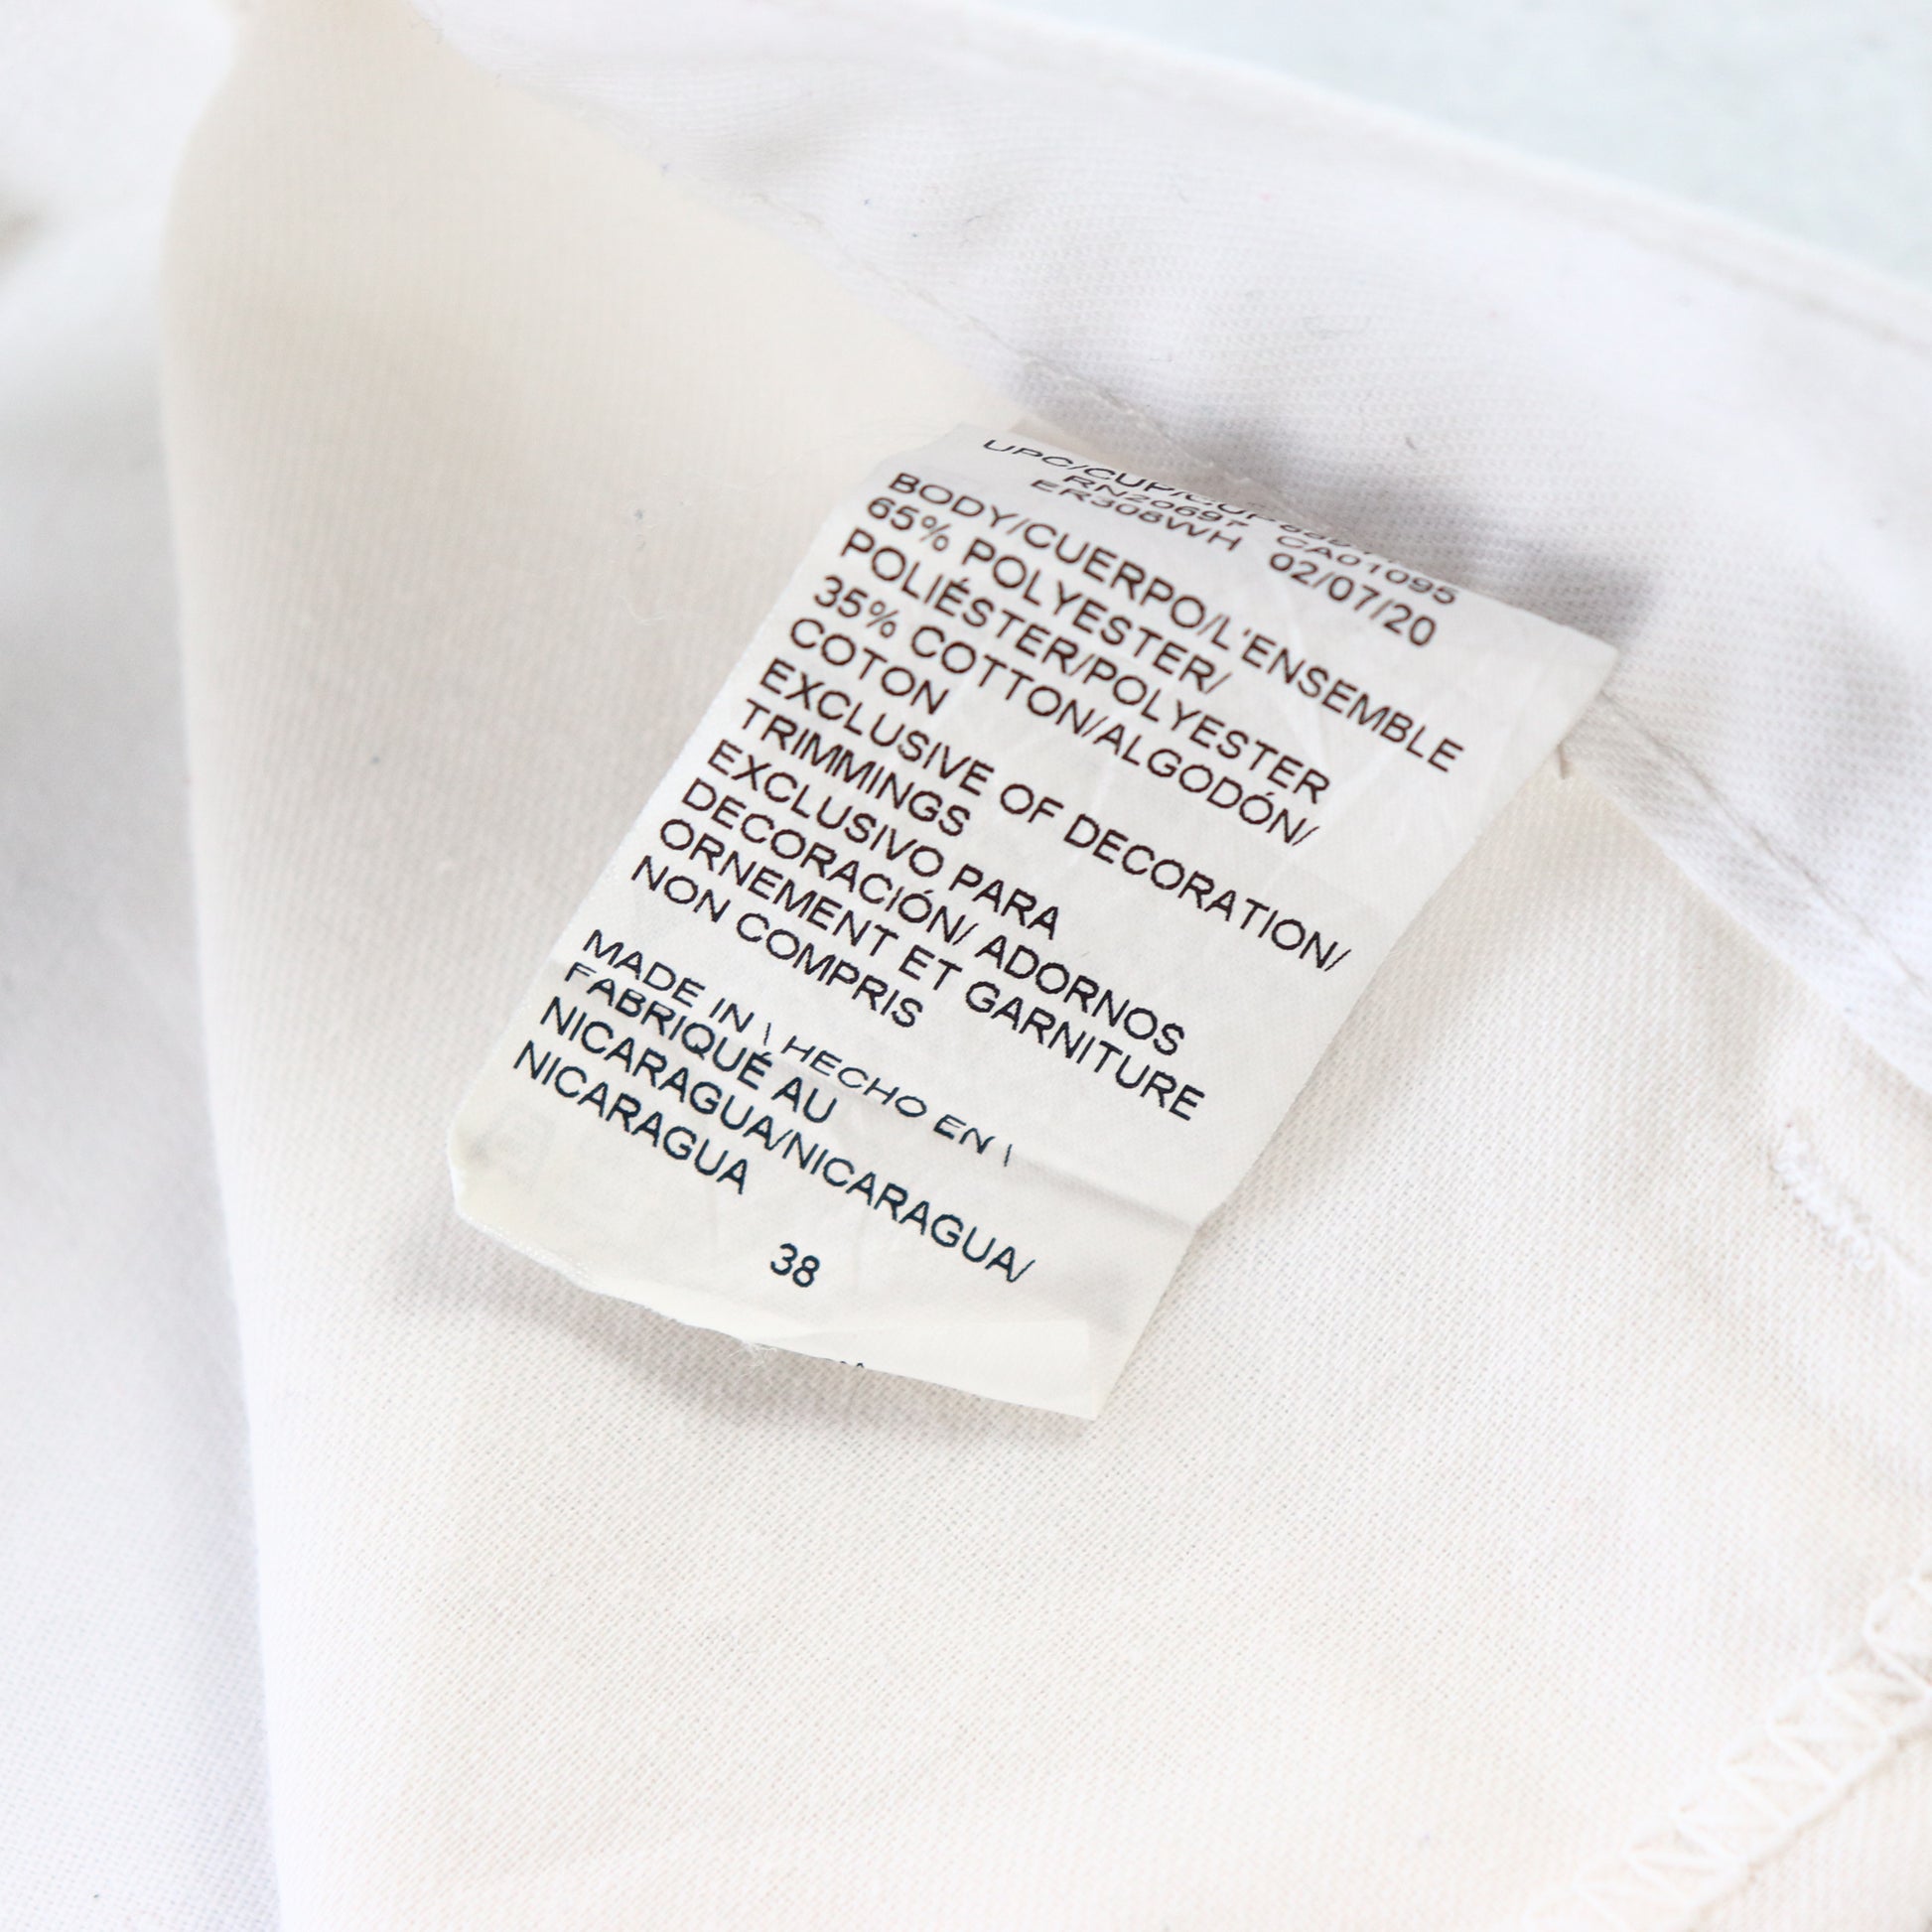 UPC/CUP/CUP
RN20697 CA01095
ER308WH 02/07/20
BODY/CUERPO/L'ENSEMBLE
65% POLYESTER/
POLIÉSTER/POLYESTER
35% COTTON/ALGODÓN/
COTON
EXCLUSIVE OF DECORATION/
TRIMMINGS
EXCLUSIVO PARA
DECORACIÓN/ ADORNOS
ORNEMENT ET GARNITURE
NON COMPRIS
MADE IN \ HECHO EN \
FABRIQUÉ AU
NICARAGUA/NICARAGUA/
NICARAGUA
38